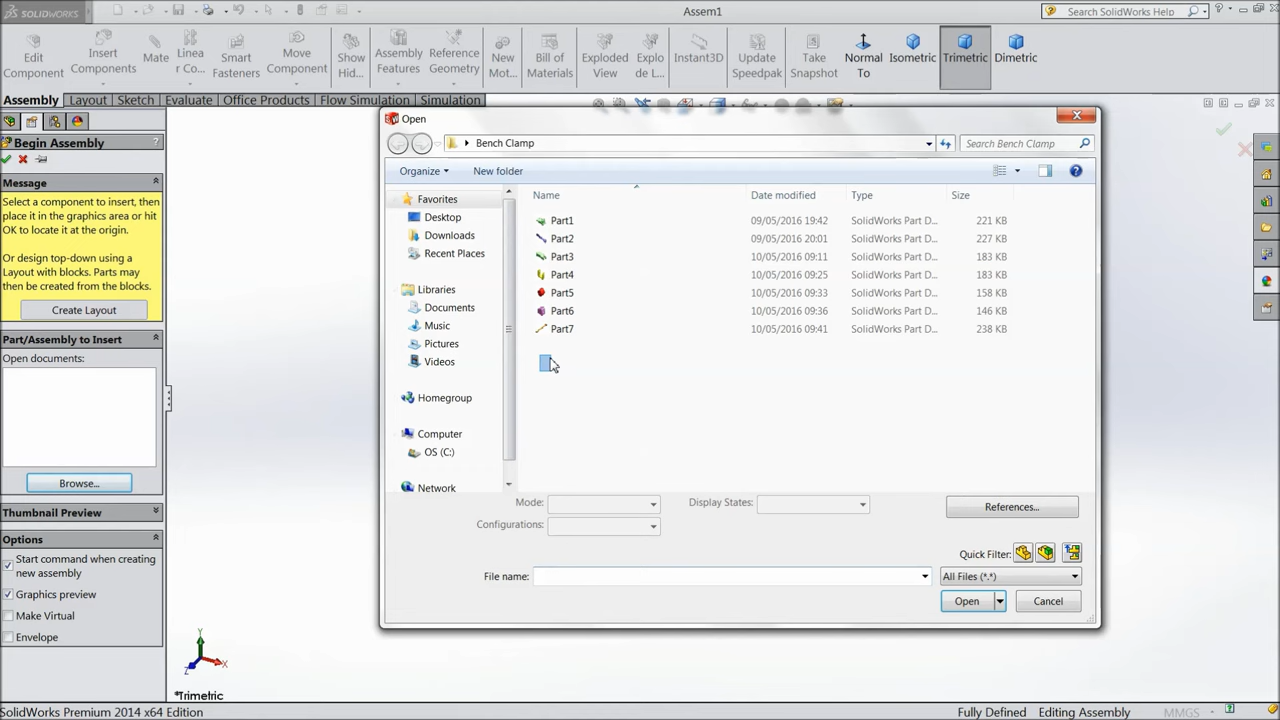 SOLIDWORKS
Assem1
Search SolidWorks Help
Edit
Component
Insert
Components
Mate
Linea
r Co...
Smart
Fasteners
Move
Component
Show
Hid...
Assembly
Features
Reference
Geometry
New
Mot...
Bill of
Materials
Exploded
View
Explo
de L...
Instant3D
Update
Speedpak
Take
Snapshot
Normal
To
Isometric
Trimetric
Dimetric
Assembly Layout Sketch Evaluate Office Products Flow Simulation Simulation
Begin Assembly ?
Message
Select a component to insert, then
place it in the graphics area or hit
OK to locate it at the origin.
Or design top-down using a
Layout with blocks. Parts may
then be created from the blocks.
Create Layout
Part/Assembly to Insert
Open documents:
Browse...
Thumbnail Preview
Options
Start command when creating
new assembly
Graphics preview
Make Virtual
Envelope
Open
Bench Clamp
Search Bench Clamp
Organize
New folder
Favorites
Desktop
Downloads
Recent Places
Libraries
Documents
Music
Pictures
Videos
Homegroup
Computer
OS (C:)
Network
Name Date modified Type Size
Part1 09/05/2016 19:42 SolidWorks Part D... 221 KB
Part2 09/05/2016 20:01 SolidWorks Part D... 227 KB
Part3 10/05/2016 09:11 SolidWorks Part D... 183 KB
Part4 10/05/2016 09:25 SolidWorks Part D... 183 KB
Part5 10/05/2016 09:33 SolidWorks Part D... 158 KB
Part6 10/05/2016 09:36 SolidWorks Part D... 146 KB
Part7 10/05/2016 09:41 SolidWorks Part D... 238 KB
Mode:
Display States:
References...
Configurations:
Quick Filter:
File name:
All Files (*.*)
Open
Cancel
Y
X
Z
*Trimetric
SolidWorks Premium 2014 x64 Edition
Fully Defined Editing Assembly MMGS